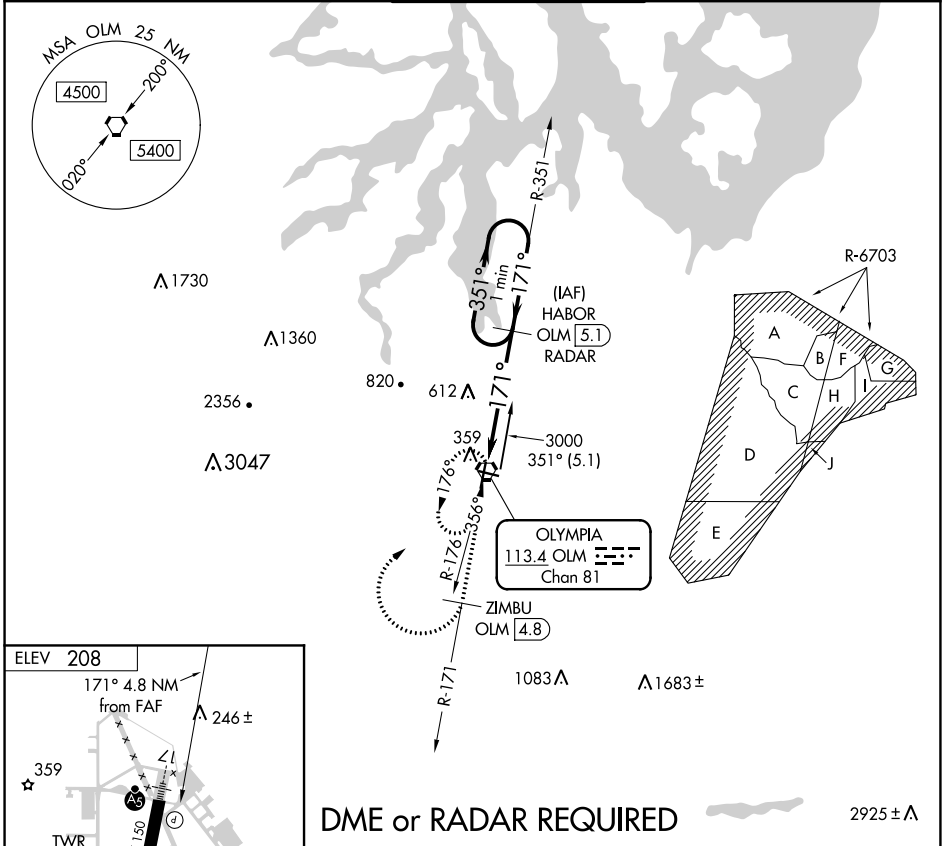 MSA OLM 25 NM
4500
200°
5400
020°
R-351
R-6703
351°
1 min
171°
(IAF)
HABOR
OLM 5.1
RADAR
1730
1360
A
B
F
G
I
C
H
J
D
E
820
612
171°
2356
3047
359
3000
351° (5.1)
176°
356°
R-176
OLYMPIA
113.4 OLM
Chan 81
ZIMBU
OLM 4.8
R-171
1083
1683±
ELEV 208
171° 4.8 NM
from FAF
246±
17
359
A5
P
TWR
150
DME or RADAR REQUIRED
2925±